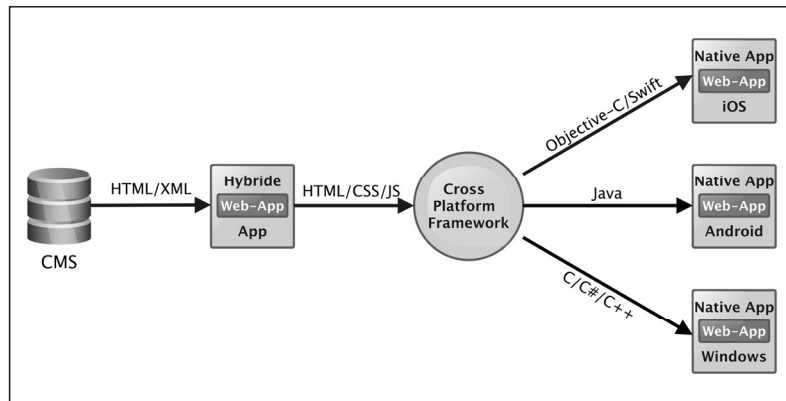 CMS
HTML/XML
Hybride
Web-App
App
HTML/CSS/JS
Cross
Platform
Framework
Objective-C/Swift
Java
C/C#/C++
Native App
Web-App
iOS
Native App
Web-App
Android
Native App
Web-App
Windows